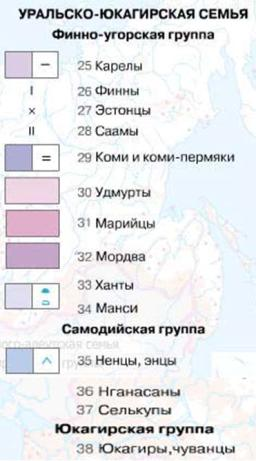 УРАЛЬСКО-ЮКАГИРСКАЯ СЕМЬЯ
Финно-угорская группа
25 Карелы
26 Финны
27 Эстонцы
28 Саамы
29 Коми и коми-пермяки
30 Удмурты
31 Марийцы
32 Мордва
33 Ханты
34 Манси
Самодийская группа
35 Ненцы, энцы
36 Нганасаны
37 Селькупы
Юкагирская группа
38 Юкагиры,чуванцы